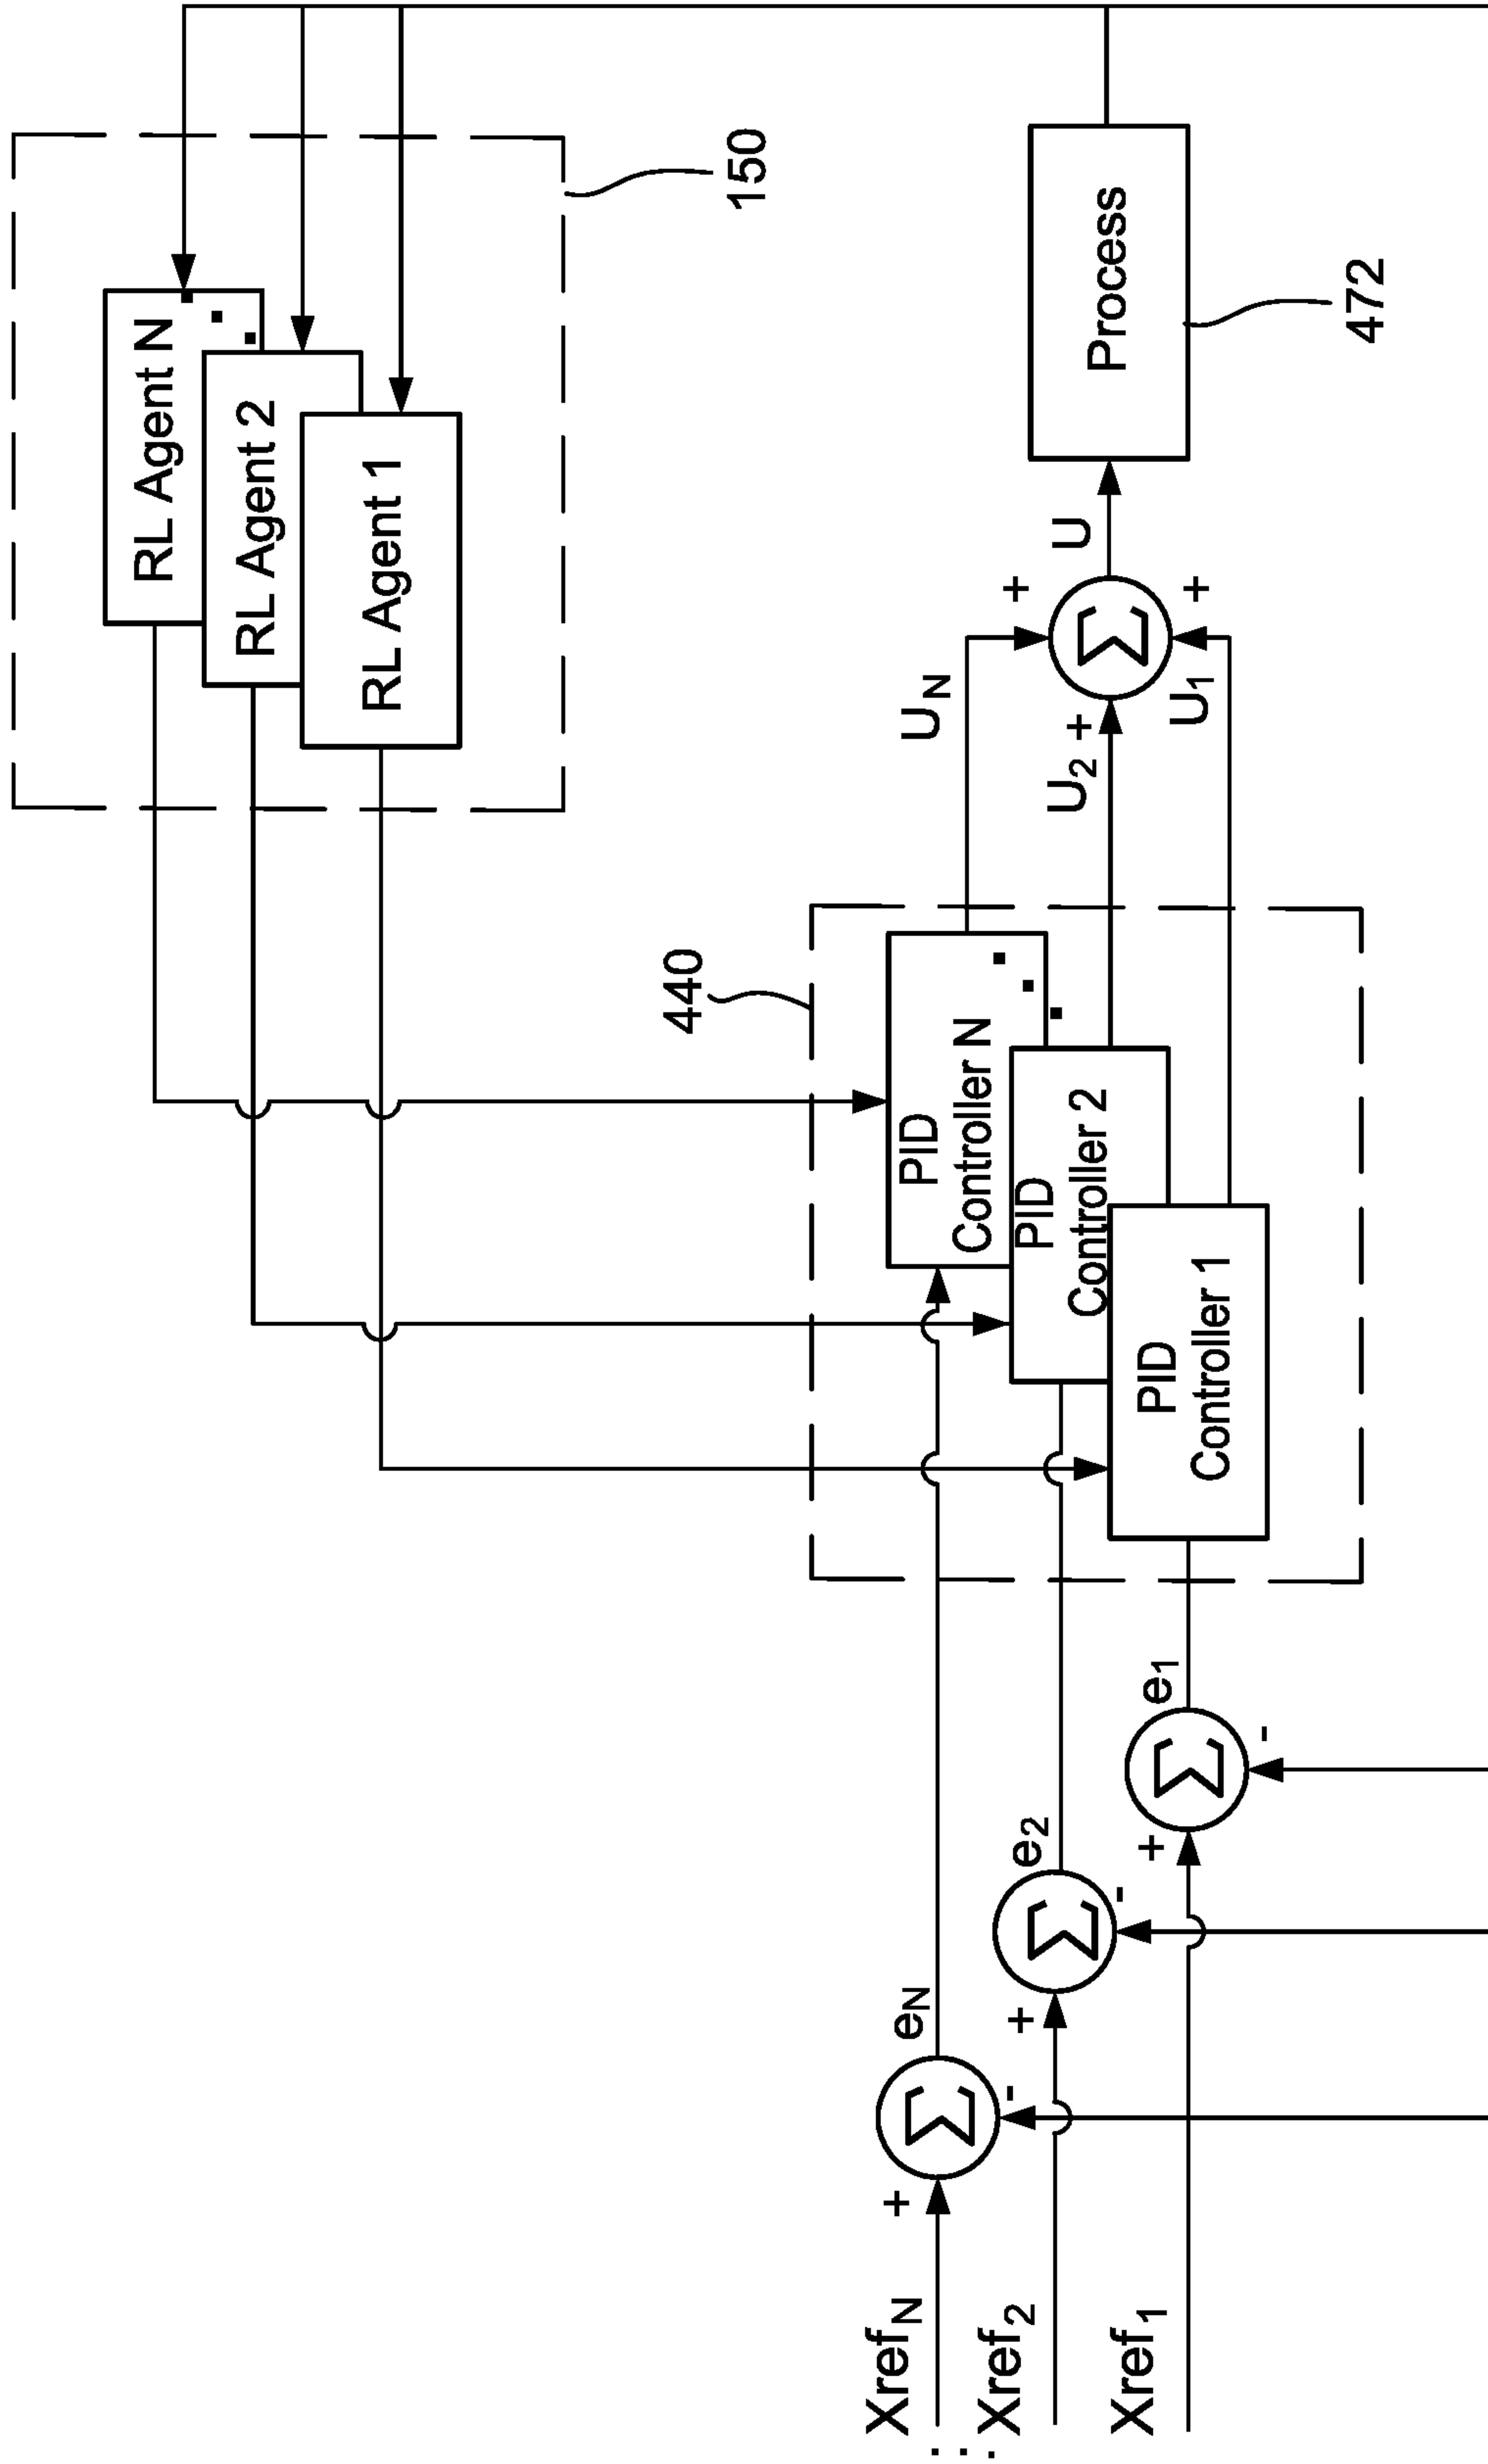 RL Agent N
RL Agent 2
RL Agent 1
150
440
PID
Controller N
PID
Controller 2
PID
Controller 1
U_N
+
U_2 +
U_1
+
Σ
U
Process
472
Xref_N
+
Σ
-
e_N
Xref_2
+
Σ
-
e_2
Xref_1
+
Σ
-
e_1